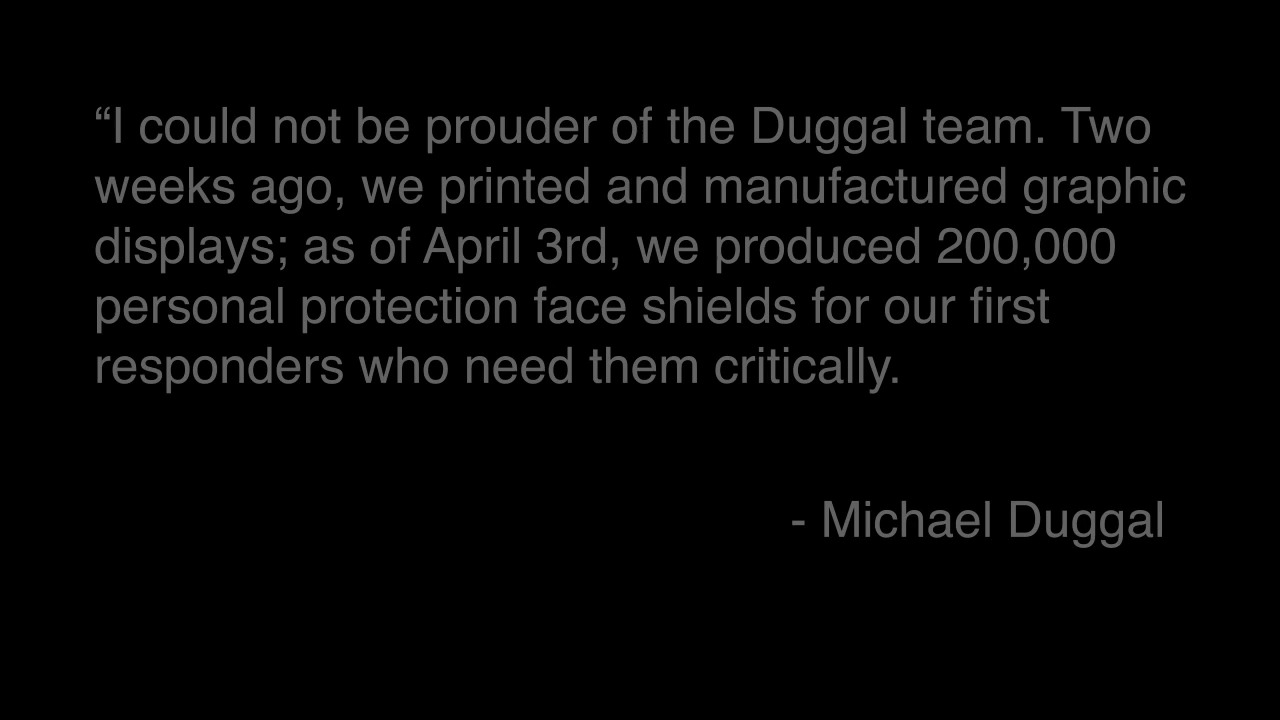 “I could not be prouder of the Duggal team. Two
weeks ago, we printed and manufactured graphic
displays; as of April 3rd, we produced 200,000
personal protection face shields for our first
responders who need them critically.
- Michael Duggal